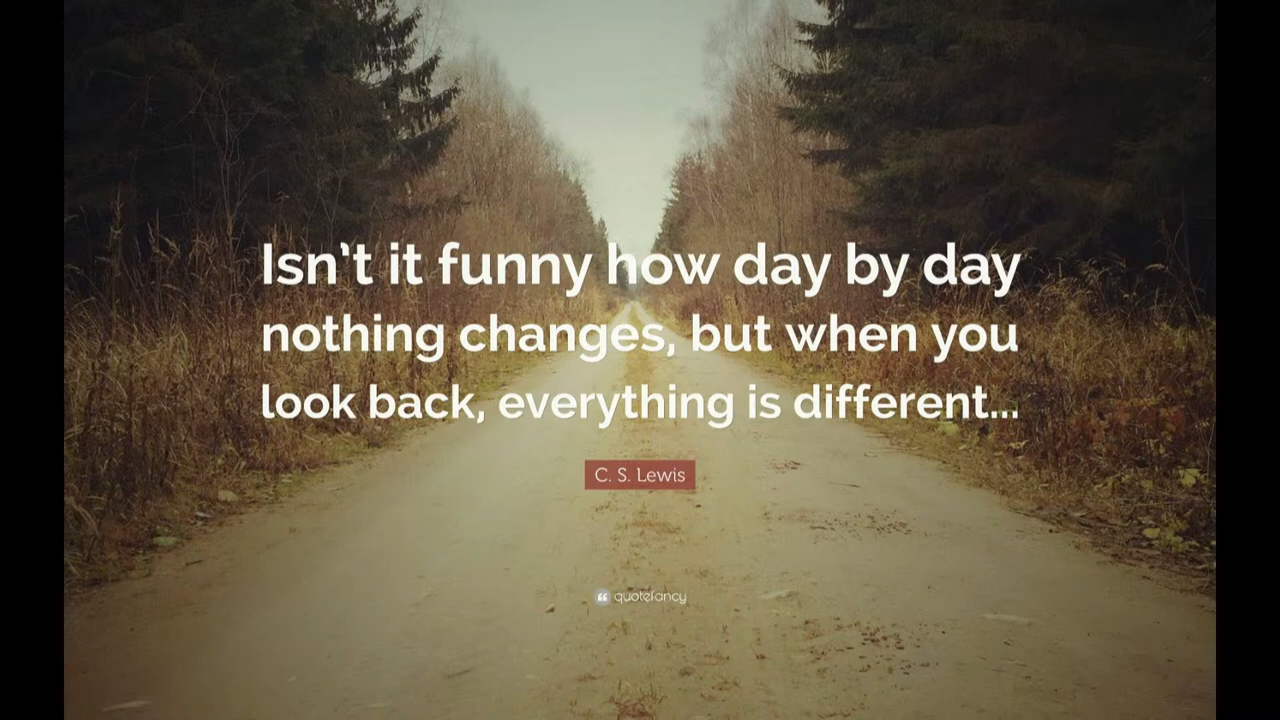 Isn’t it funny how day by day
nothing changes, but when you
look back, everything is different...
C. S. Lewis
quotefancy